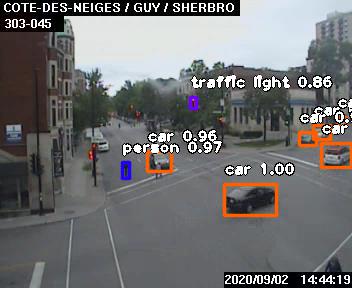 COTE-DES-NEIGES / GUY / SHERBRO
303-045
traffic light 0.86
car 0.96
person 0.97
car 1.00
car
2020/09/02 14:44:19